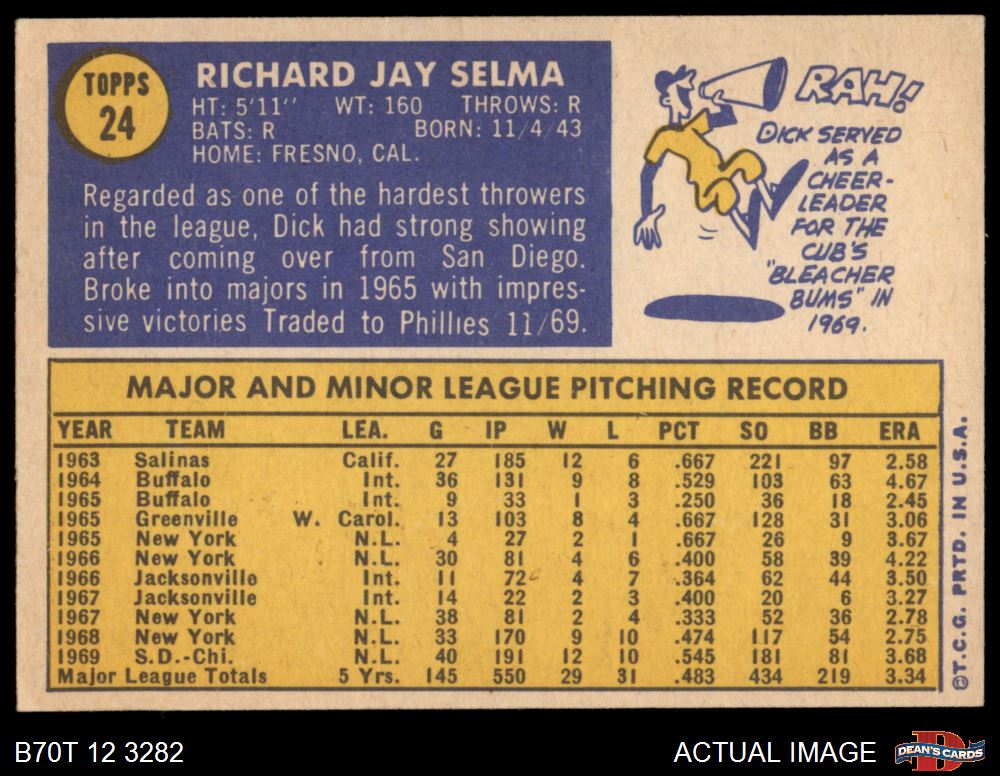 TOPPS
24
RICHARD JAY SELMA
HT: 5'11'' WT: 160 THROWS: R
BATS: R BORN: 11/4/43
HOME: FRESNO, CAL.
Regarded as one of the hardest throwers
in the league, Dick had strong showing
after coming over from San Diego.
Broke into majors in 1965 with impres-
sive victories Traded to Phillies 11/69.
RAH!
DICK SERVED
AS A
CHEER-
LEADER
FOR THE
CUB'S
"BLEACHER
BUMS" IN
1969.
MAJOR AND MINOR LEAGUE PITCHING RECORD
YEAR TEAM LEA. G IP W L PCT SO BB ERA
1963 Salinas Calif. 27 185 12 6 .667 221 97 2.58
1964 Buffalo Int. 36 131 9 8 .529 103 63 4.67
1965 Buffalo Int. 9 33 1 3 .250 36 18 2.45
1965 Greenville W. Carol. 13 103 8 4 .667 128 31 3.06
1965 New York N.L. 4 27 2 1 .667 26 9 3.67
1966 New York N.L. 30 81 4 6 .400 58 39 4.22
1966 Jacksonville Int. 11 72 4 7 .364 62 44 3.50
1967 Jacksonville Int. 14 22 2 3 .400 20 6 3.27
1967 New York N.L. 38 81 2 4 .333 52 36 2.78
1968 New York N.L. 33 170 9 10 .474 117 54 2.75
1969 S.D.-Chi. N.L. 40 191 12 10 .545 181 81 3.68
Major League Totals 5 Yrs. 145 550 29 31 .483 434 219 3.34
©T.C.G. PRTD. IN U.S.A.
B70T 12 3282
ACTUAL IMAGE
D
DEAN'S CARDS